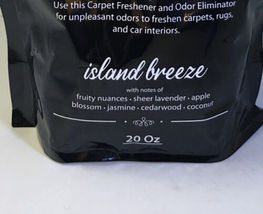 Use this Carpet Freshener and Odor Eliminator
for unpleasant odors to freshen carpets, rugs,
and car interiors.
island breeze
with notes of
fruity nuances • sheer lavender • apple
blossom • jasmine • cedarwood • coconut
20 Oz